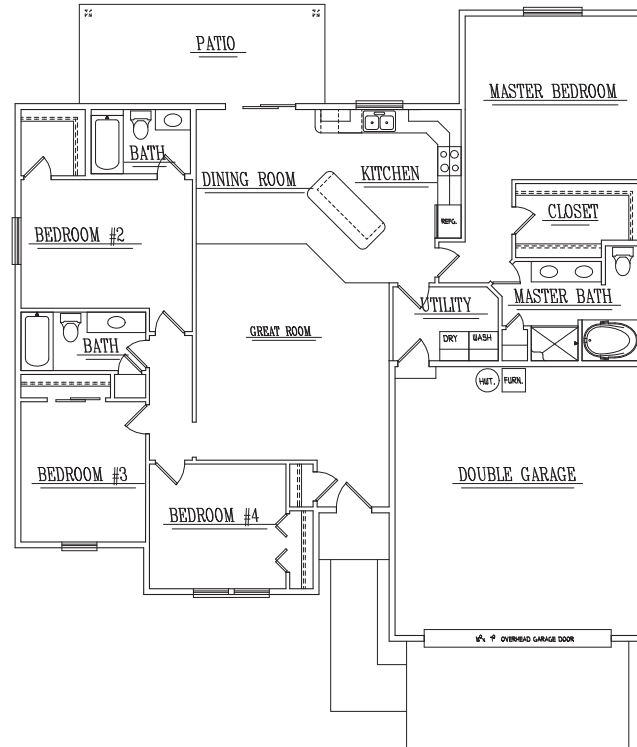 PATIO
MASTER BEDROOM
BATH
DINING ROOM
KITCHEN
REFG.
CLOSET
BEDROOM #2
MASTER BATH
UTILITY
GREAT ROOM
DRY
WASH
BATH
FURN.
BEDROOM #3
DOUBLE GARAGE
BEDROOM #4
OVERHEAD GARAGE DOOR